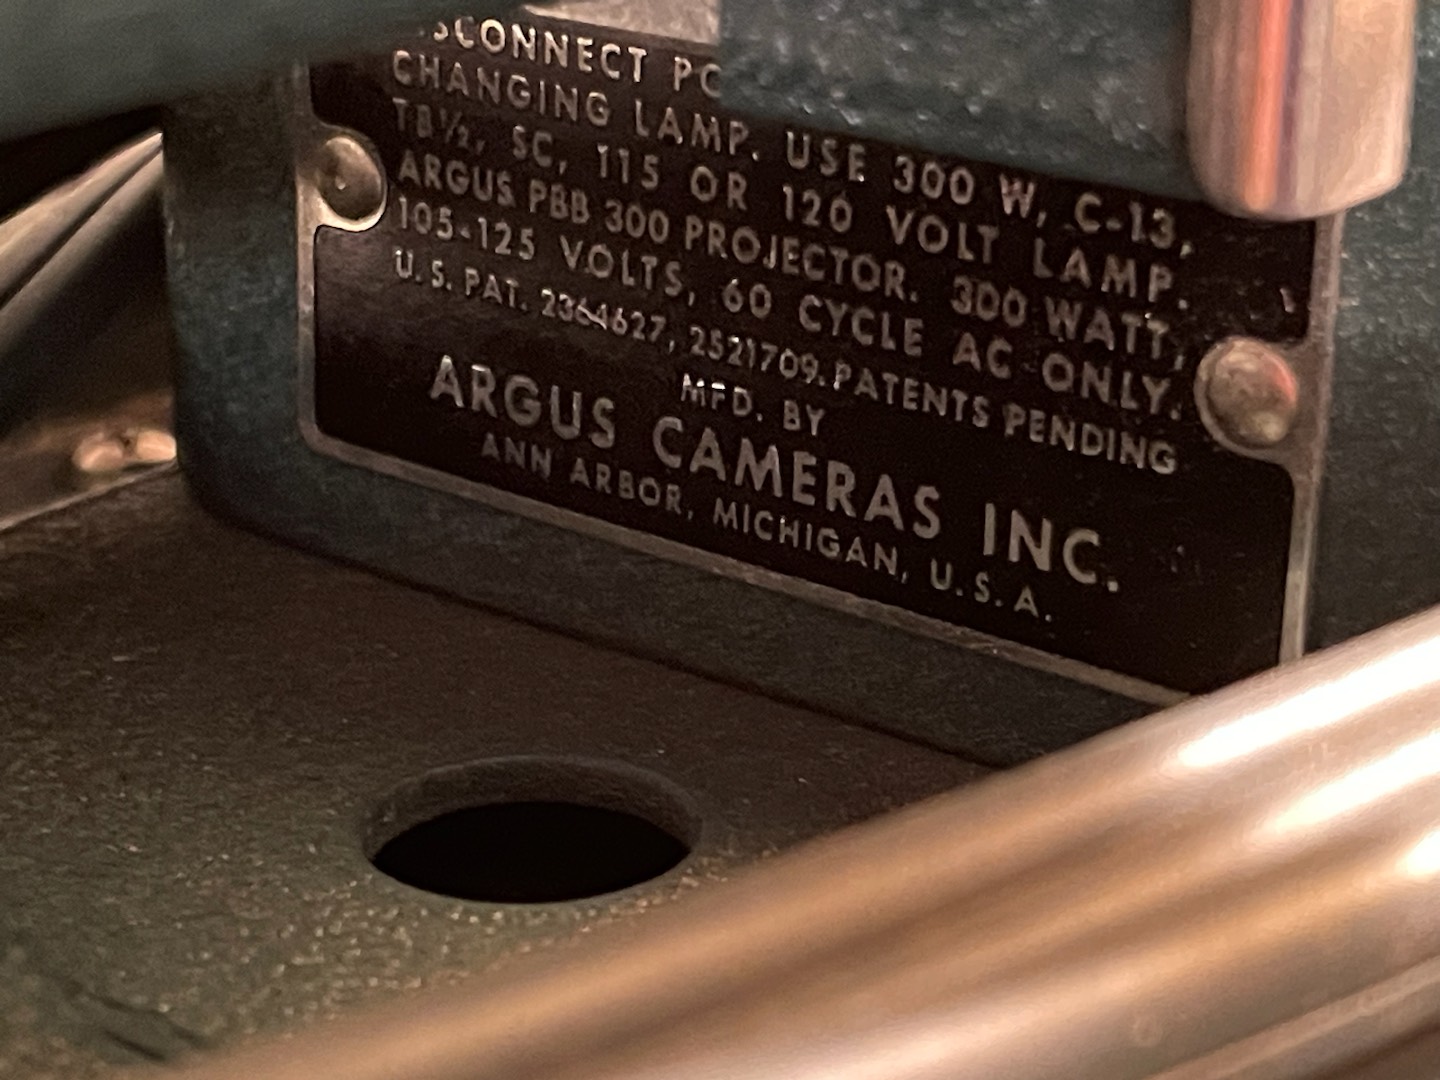 DISCONNECT
CHANGING LAMP. USE 300 W, C-13,
T8½, SC, 115 OR 120 VOLT LAMP.
ARGUS PBB 300 PROJECTOR. 300 WATT,
105-125 VOLTS, 60 CYCLE AC ONLY.
U.S. PAT. 2364627, 2521709. PATENTS PENDING
MFD. BY
ARGUS CAMERAS INC.
ANN ARBOR, MICHIGAN, U.S.A.